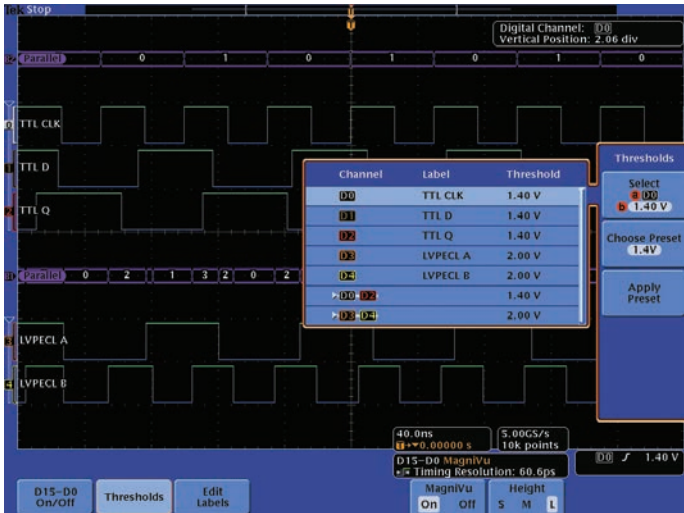 Tek Stop
Digital Channel: D0
Vertical Position: 2.06 div
Parallel 0 1 0 1 0 1 0
TTL CLK
TTL D
TTL Q
Channel Label Threshold
D0 TTL CLK 1.40 V
D1 TTL D 1.40 V
D2 TTL Q 1.40 V
D3 LVPECL A 2.00 V
D4 LVPECL B 2.00 V
D0-D2 1.40 V
D3-D4 2.00 V
Thresholds
Select
a D0
b 1.40 V
Choose Preset
1.4V
Apply
Preset
Parallel 0 2 1 3 2 0 2
LVPECL A
LVPECL B
40.0ns
T→▼0.00000 s
5.00GS/s
10k points
D15-D0 MagniVu
Timing Resolution: 60.6ps
D0 1.40 V
D15-D0
On/Off
Thresholds
Edit
Labels
MagniVu
On Off
Height
S M L